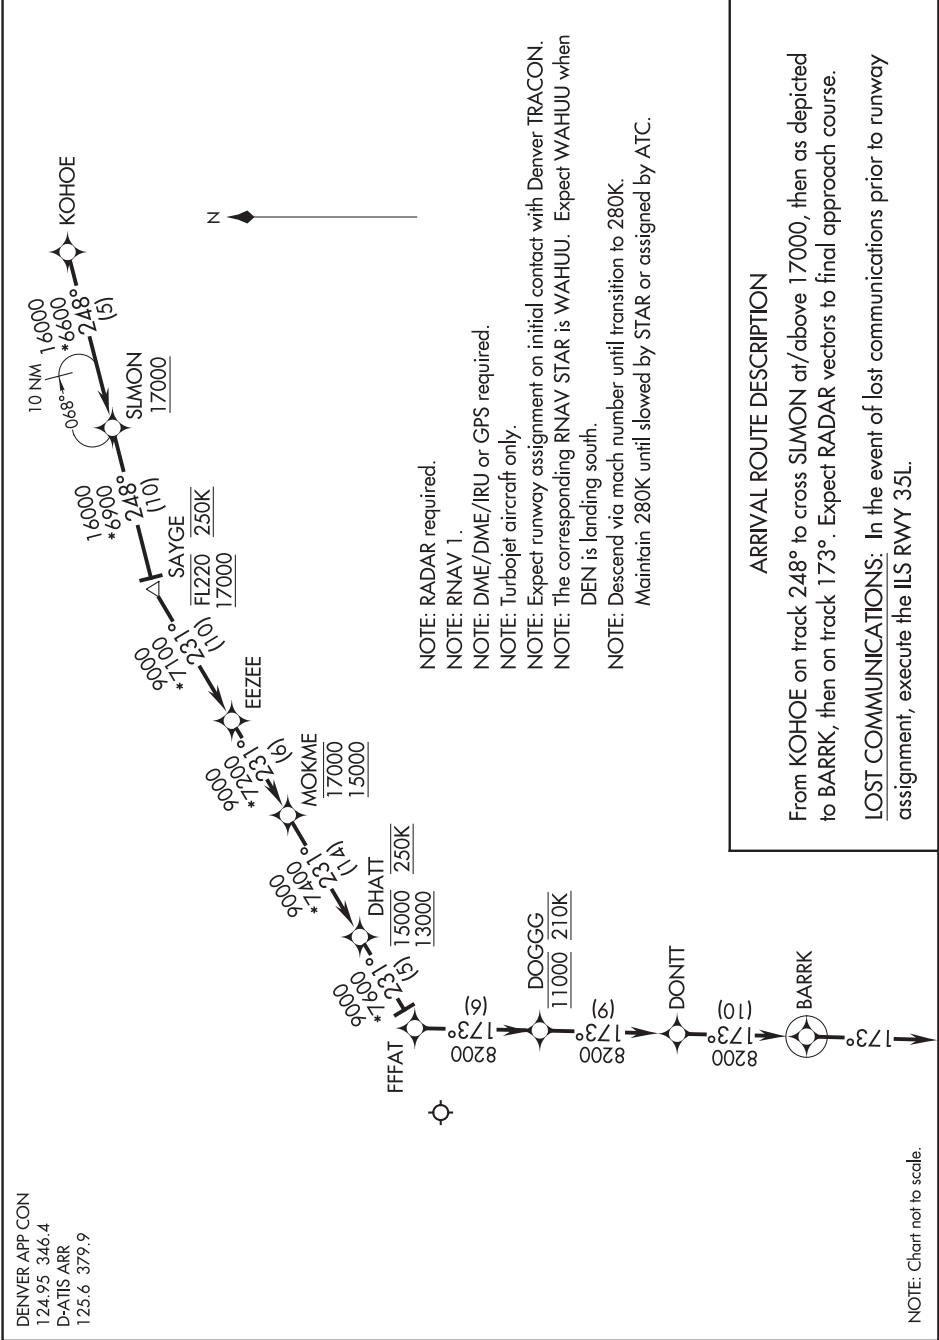 DENVER APP CON
124.95 346.4
D-ATIS ARR
125.6 379.9
KOHOE
16000
*6600
248°
(5)
10 NM
068°
SLMON
17000
16000
*6900
248°
(10)
SAYGE
FL220 250K
17000
9000
*7100
231°
(10)
EEZEE
9000
*7200
231°
(6)
MOKME
17000
15000
9000
*7400
231°
(14)
DHATT
15000 250K
13000
9000
*7600
231°
(5)
FFFAT
8200
173°
(6)
DOGGG
11000 210K
8200
173°
(9)
DONTT
8200
173°
(10)
BARRK
173°
N
NOTE: RADAR required.
NOTE: RNAV 1.
NOTE: DME/DME/IRU or GPS required.
NOTE: Turbojet aircraft only.
NOTE: Expect runway assignment on initial contact with Denver TRACON.
NOTE: The corresponding RNAV STAR is WAHUU. Expect WAHUU when
DEN is landing south.
NOTE: Descend via mach number until transition to 280K.
Maintain 280K until slowed by STAR or assigned by ATC.
ARRIVAL ROUTE DESCRIPTION
From KOHOE on track 248° to cross SLMON at/above 17000, then as depicted
to BARRK, then on track 173°. Expect RADAR vectors to final approach course.
LOST COMMUNICATIONS: In the event of lost communications prior to runway
assignment, execute the ILS RWY 35L.
NOTE: Chart not to scale.